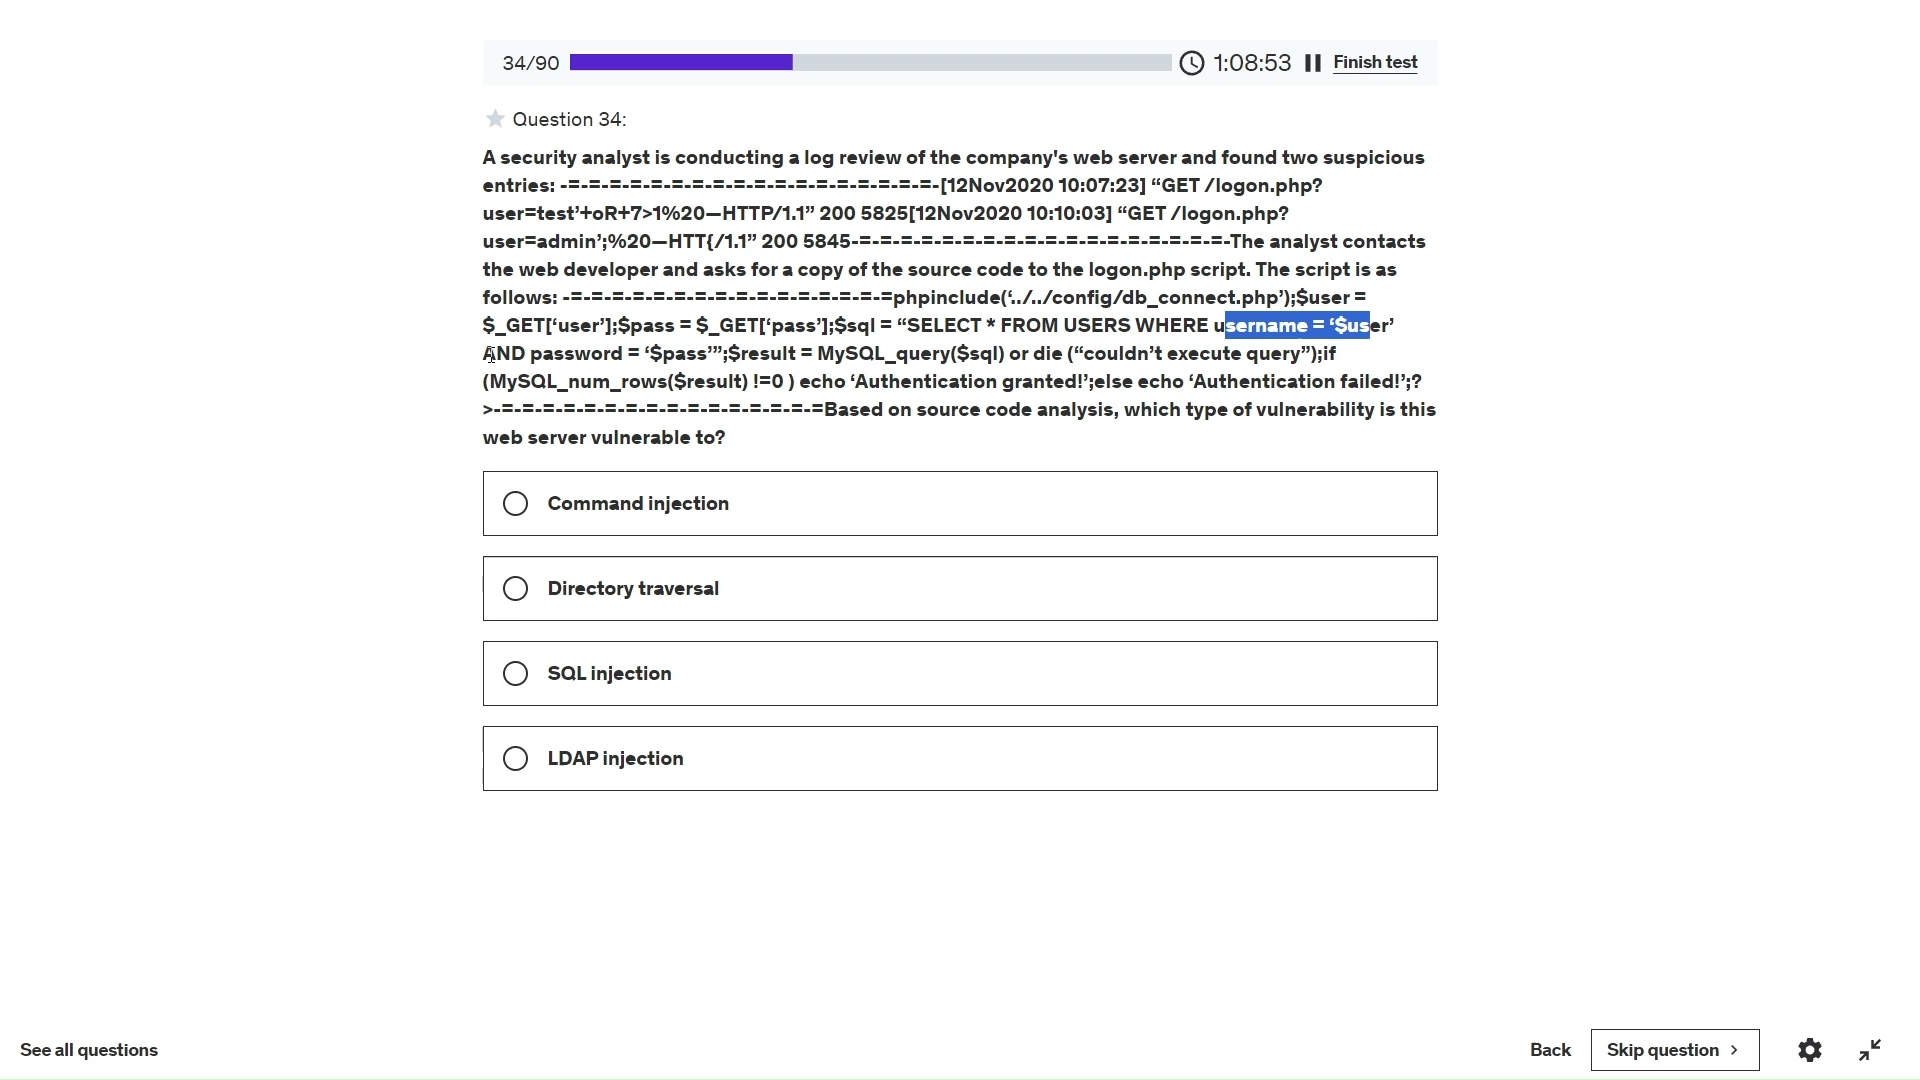 34/90
1:08:53
Finish test
Question 34:
A security analyst is conducting a log review of the company's web server and found two suspicious
entries: -=-=-=-=-=-=-=-=-=-=-=-=-=-=-=-=-=-=-[12Nov2020 10:07:23] “GET /logon.php?
user=test’+oR+7>1%20—HTTP/1.1” 200 5825[12Nov2020 10:10:03] “GET /logon.php?
user=admin’;%20—HTT{/1.1” 200 5845-=-=-=-=-=-=-=-=-=-=-=-=-=-=-=-=-=-=-The analyst contacts
the web developer and asks for a copy of the source code to the logon.php script. The script is as
follows: -=-=-=-=-=-=-=-=-=-=-=-=-=-=-=-=phpinclude(‘../../config/db_connect.php’);$user =
$_GET[‘user’];$pass = $_GET[‘pass’];$sql = “SELECT * FROM USERS WHERE username = ‘$user’
AND password = ‘$pass’”;$result = MySQL_query($sql) or die (“couldn’t execute query”);if
(MySQL_num_rows($result) !=0 ) echo ‘Authentication granted!’;else echo ‘Authentication failed!’;?
>-=-=-=-=-=-=-=-=-=-=-=-=-=-=-=-=Based on source code analysis, which type of vulnerability is this
web server vulnerable to?
Command injection
Directory traversal
SQL injection
LDAP injection
See all questions
Back
Skip question